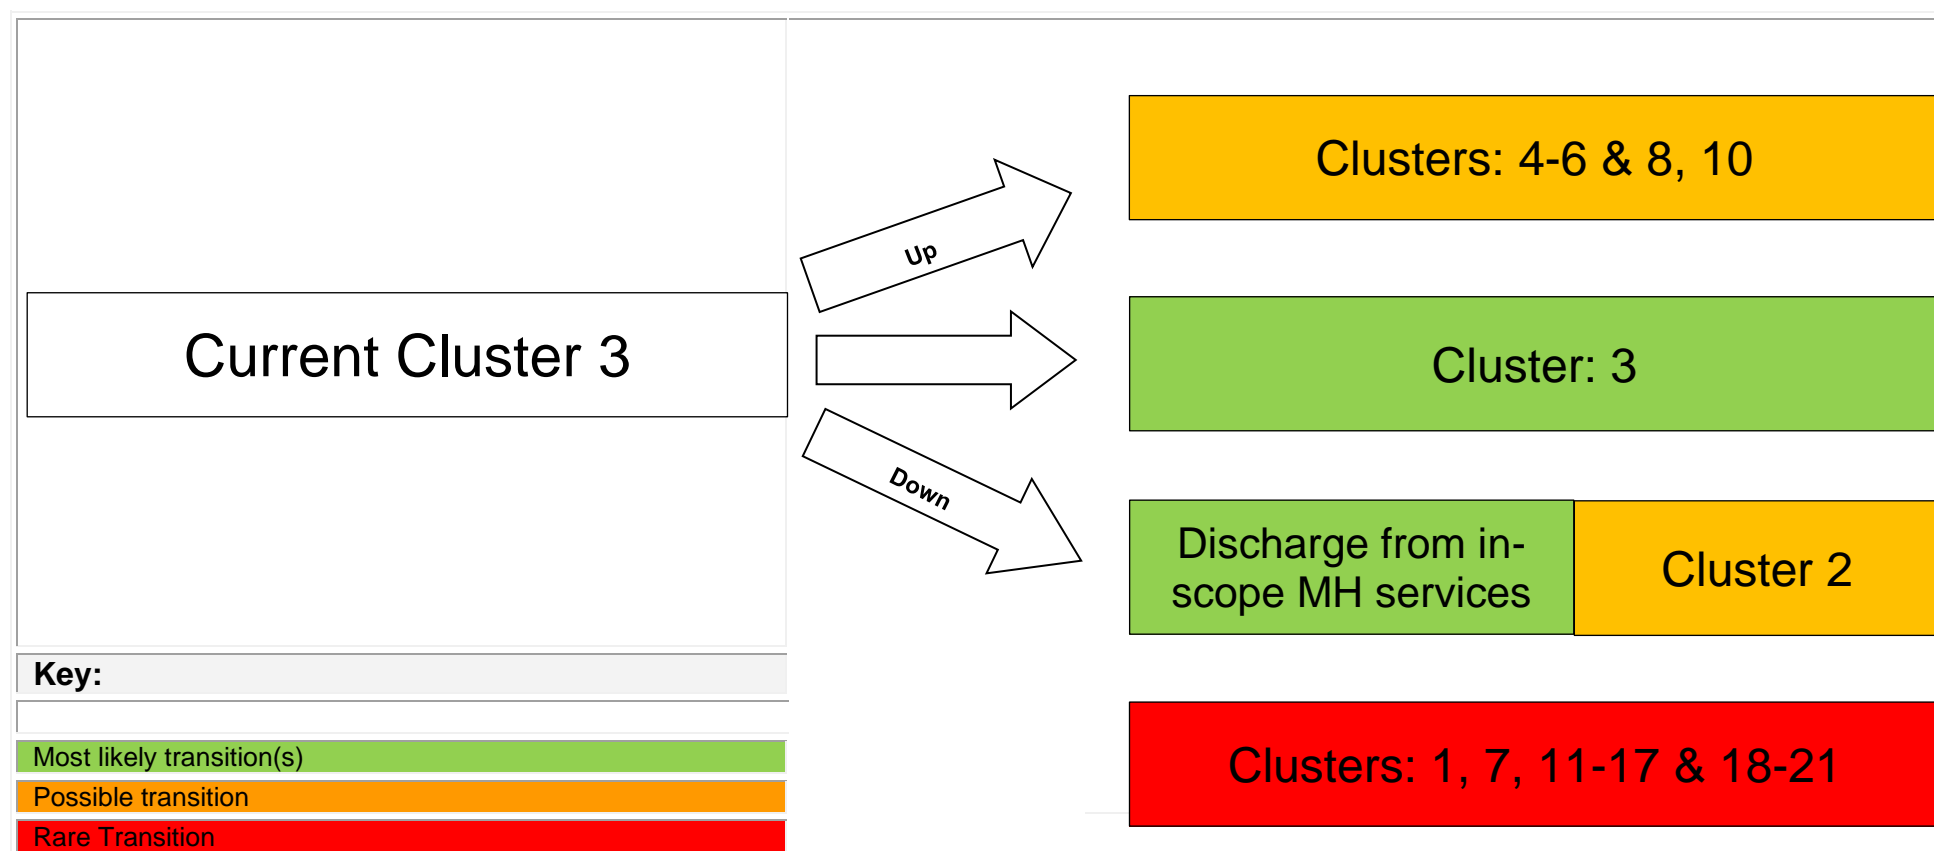 Clusters: 4-6 & 8, 10
Up
Current Cluster 3
Cluster: 3
Down
Discharge from in-
scope MH services
Cluster 2
Key:
Clusters: 1, 7, 11-17 & 18-21
Most likely transition(s)
Possible transition
Rare Transition